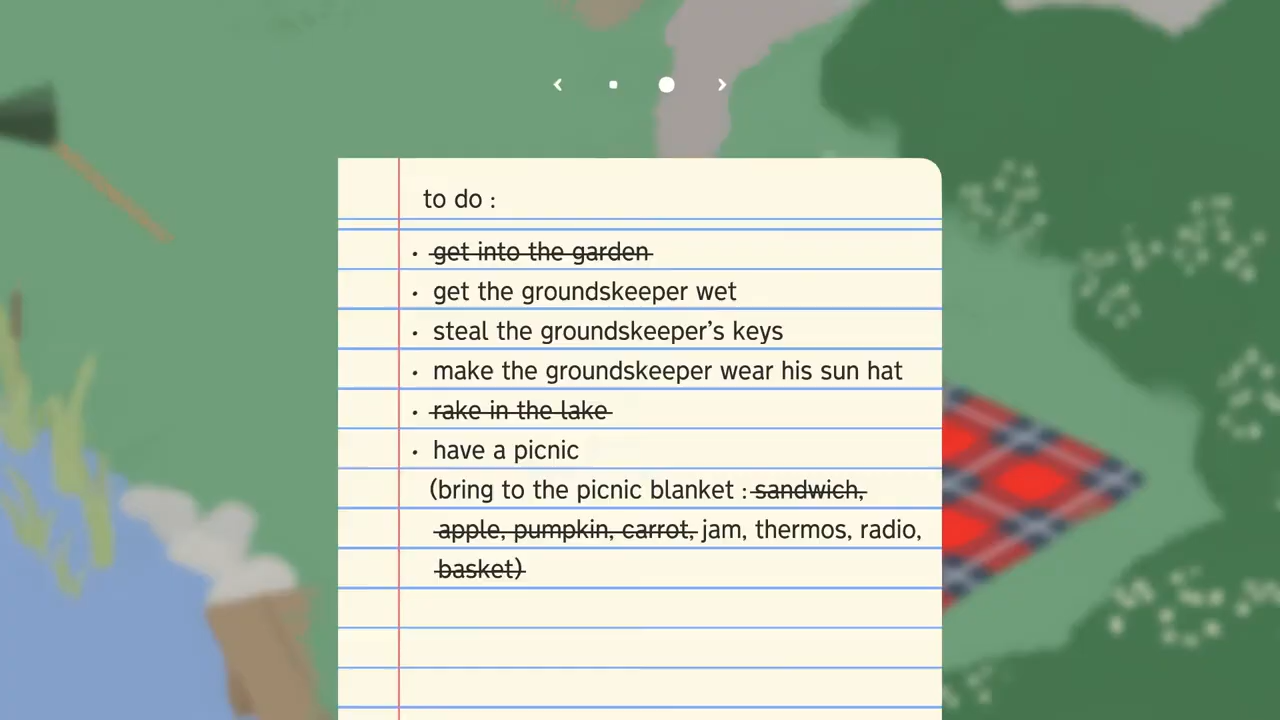 to do :
• get into the garden
• get the groundskeeper wet
• steal the groundskeeper's keys
• make the groundskeeper wear his sun hat
• rake in the lake
• have a picnic
(bring to the picnic blanket : sandwich,
apple, pumpkin, carrot, jam, thermos, radio,
basket)